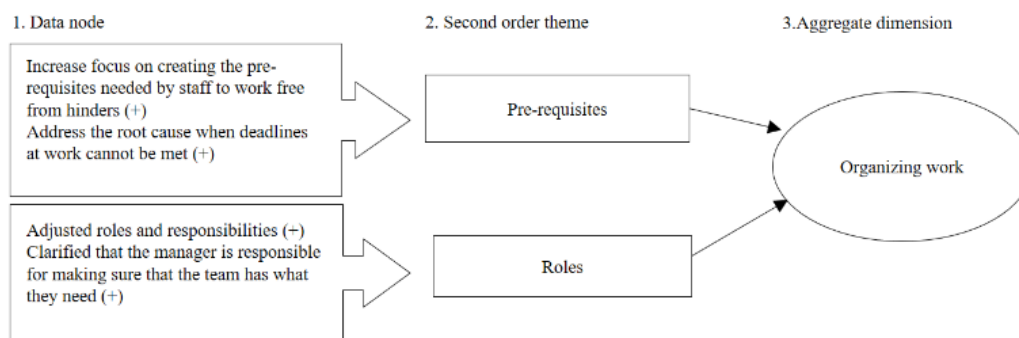 1. Data node
2. Second order theme
3.Aggregate dimension
Increase focus on creating the pre-
requisites needed by staff to work free
from hinders (+)
Address the root cause when deadlines
at work cannot be met (+)
Pre-requisites
Organizing work
Adjusted roles and responsibilities (+)
Clarified that the manager is responsible
for making sure that the team has what
they need (+)
Roles